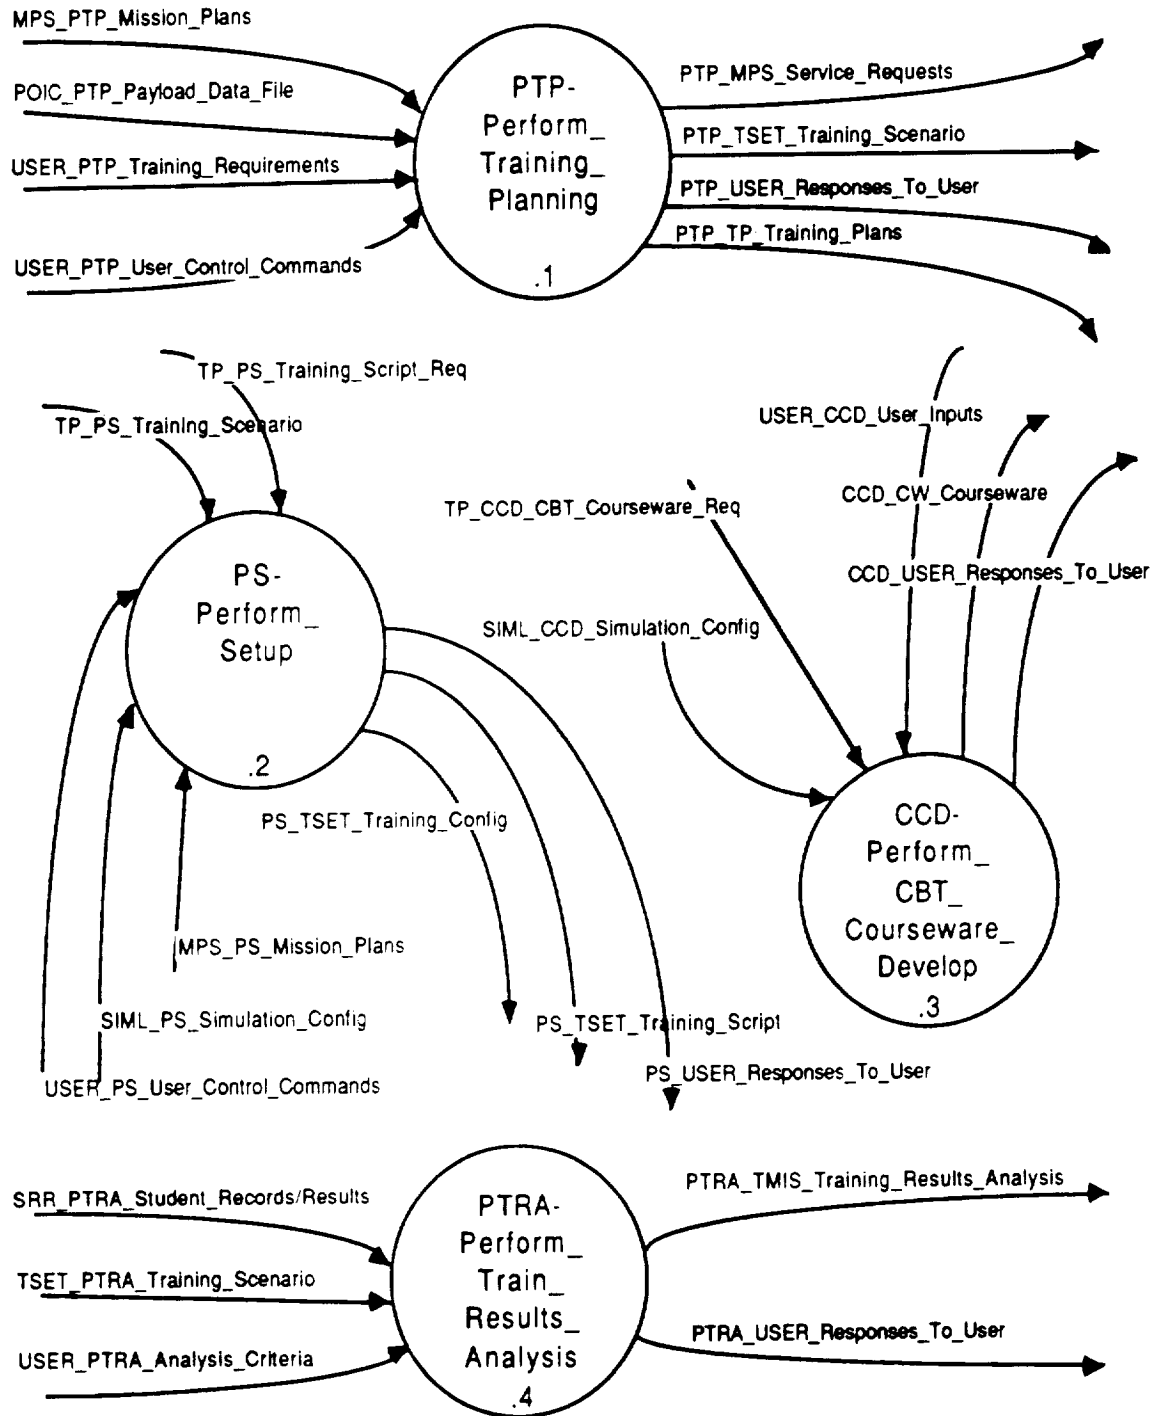 MPS_PTP_Mission_Plans
POIC_PTP_Payload_Data_File
USER_PTP_Training_Requirements
USER_PTP_User_Control_Commands
PTP-
Perform_
Training_
Planning
.1
PTP_MPS_Service_Requests
PTP_TSET_Training_Scenario
PTP_USER_Responses_To_User
PTP_TP_Training_Plans
TP_PS_Training_Script_Req
TP_PS_Training_Scenario
PS-
Perform_
Setup
.2
PS_TSET_Training_Config
MPS_PS_Mission_Plans
SIML_PS_Simulation_Config
USER_PS_User_Control_Commands
PS_TSET_Training_Script
PS_USER_Responses_To_User
USER_CCD_User_Inputs
CCD_CW_Courseware
TP_CCD_CBT_Courseware_Req
CCD_USER_Responses_To_User
SIML_CCD_Simulation_Config
CCD-
Perform_
CBT_
Courseware_
Develop
.3
SRR_PTRA_Student_Records/Results
TSET_PTRA_Training_Scenario
USER_PTRA_Analysis_Criteria
PTRA-
Perform_
Train_
Results_
Analysis
.4
PTRA_TMIS_Training_Results_Analysis
PTRA_USER_Responses_To_User